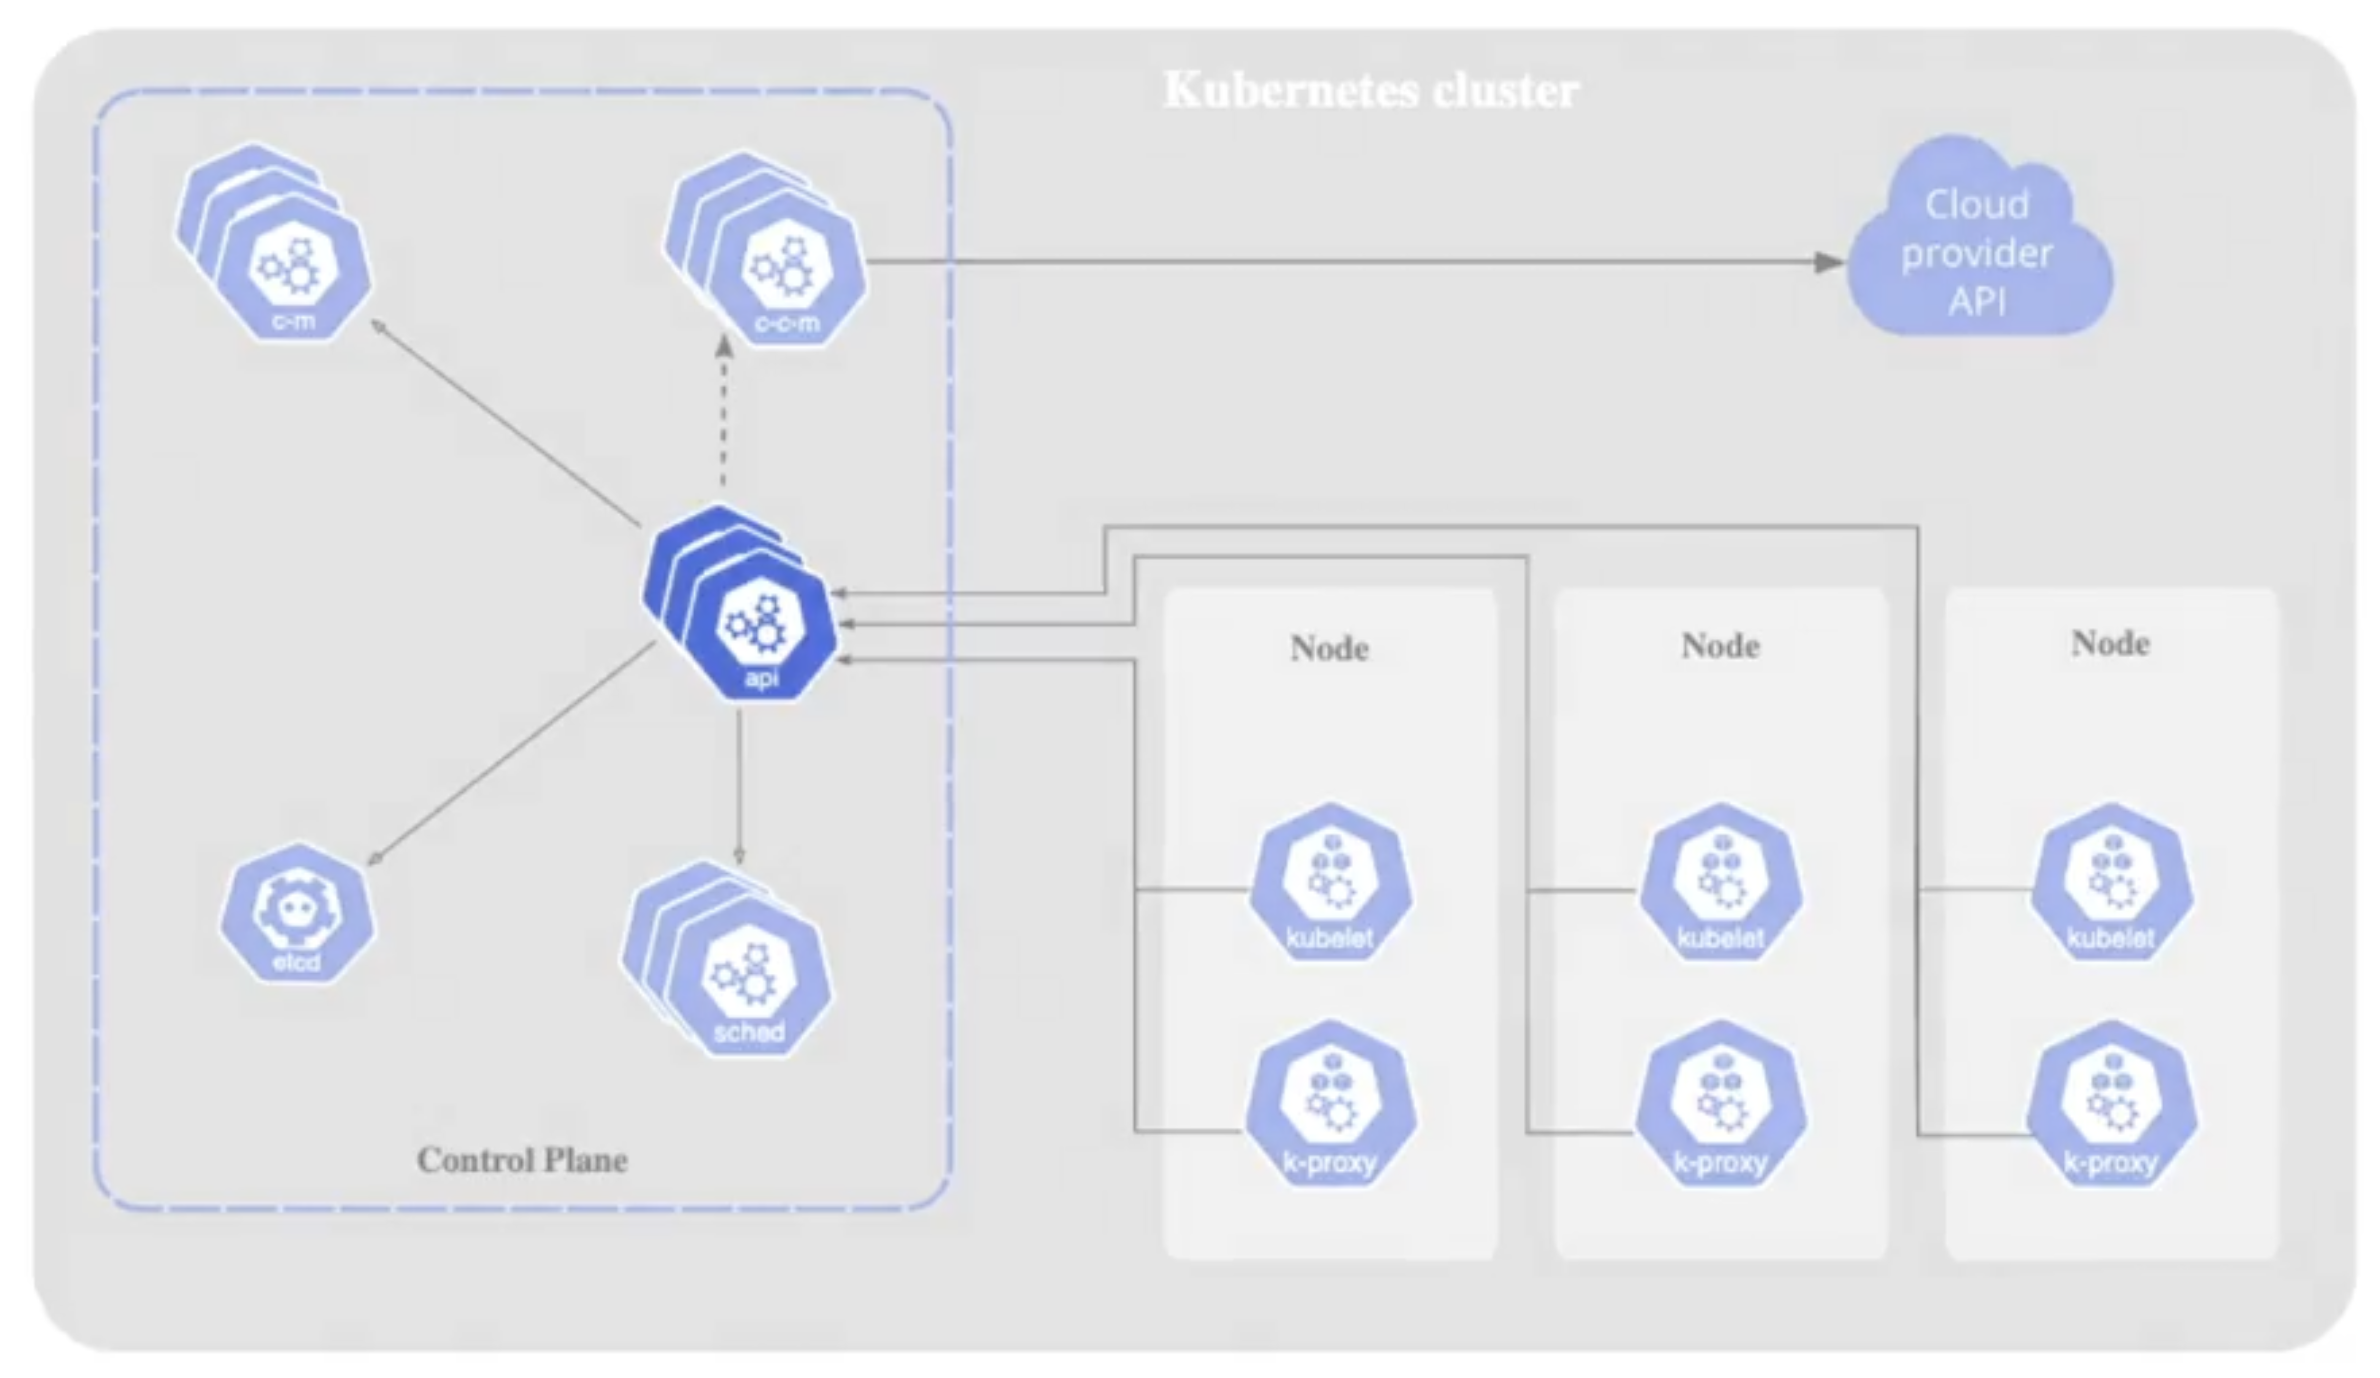 Kubernetes cluster
c-m
c-c-m
Cloud
provider
API
api
etcd
sched
Control Plane
Node
kubelet
k-proxy
Node
kubelet
k-proxy
Node
kubelet
k-proxy